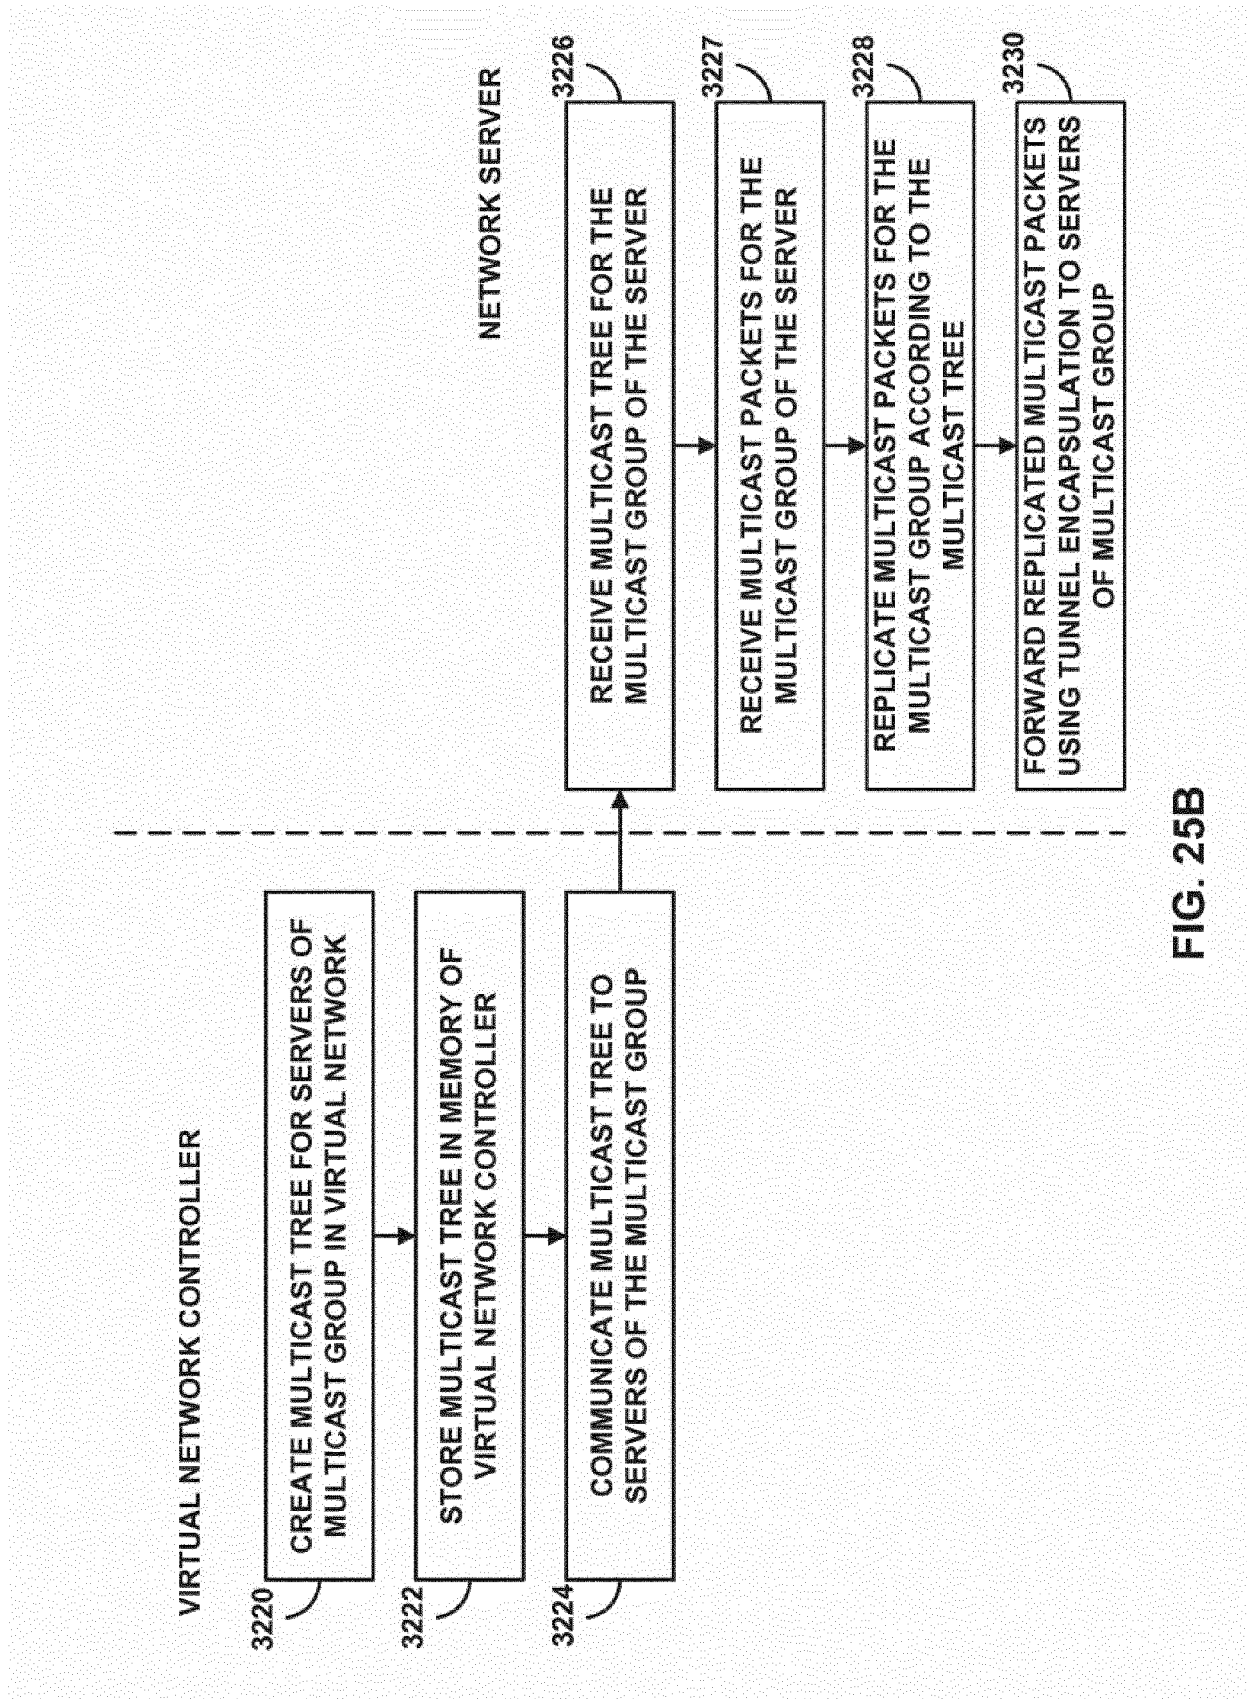 VIRTUAL NETWORK CONTROLLER
3220
CREATE MULTICAST TREE FOR SERVERS OF
MULTICAST GROUP IN VIRTUAL NETWORK
3222
STORE MULTICAST TREE IN MEMORY OF
VIRTUAL NETWORK CONTROLLER
3224
COMMUNICATE MULTICAST TREE TO
SERVERS OF THE MULTICAST GROUP
NETWORK SERVER
3226
RECEIVE MULTICAST TREE FOR THE
MULTICAST GROUP OF THE SERVER
3227
RECEIVE MULTICAST PACKETS FOR THE
MULTICAST GROUP OF THE SERVER
3228
REPLICATE MULTICAST PACKETS FOR THE
MULTICAST GROUP ACCORDING TO THE
MULTICAST TREE
3230
FORWARD REPLICATED MULTICAST PACKETS
USING TUNNEL ENCAPSULATION TO SERVERS
OF MULTICAST GROUP
FIG. 25B